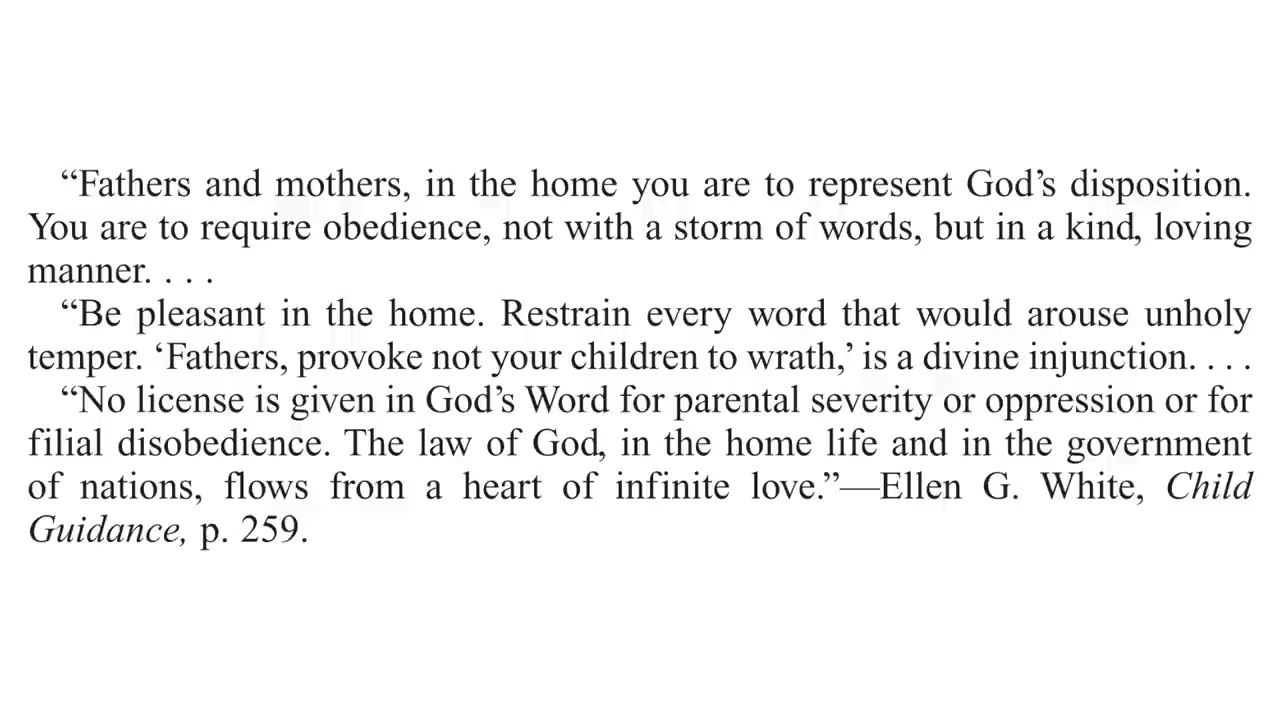 “Fathers and mothers, in the home you are to represent God’s disposition.
You are to require obedience, not with a storm of words, but in a kind, loving
manner. . . .
“Be pleasant in the home. Restrain every word that would arouse unholy
temper. ‘Fathers, provoke not your children to wrath,’ is a divine injunction. . . .
“No license is given in God’s Word for parental severity or oppression or for
filial disobedience. The law of God, in the home life and in the government
of nations, flows from a heart of infinite love.”—Ellen G. White, Child
Guidance, p. 259.